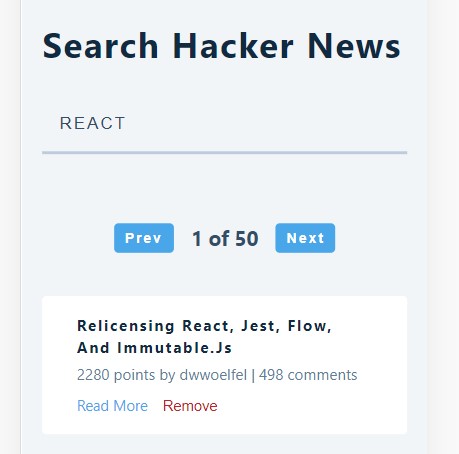 Search Hacker News
REACT
Prev 1 of 50 Next
Relicensing React, Jest, Flow,
And Immutable.Js
2280 points by dwwoelfel | 498 comments
Read More Remove